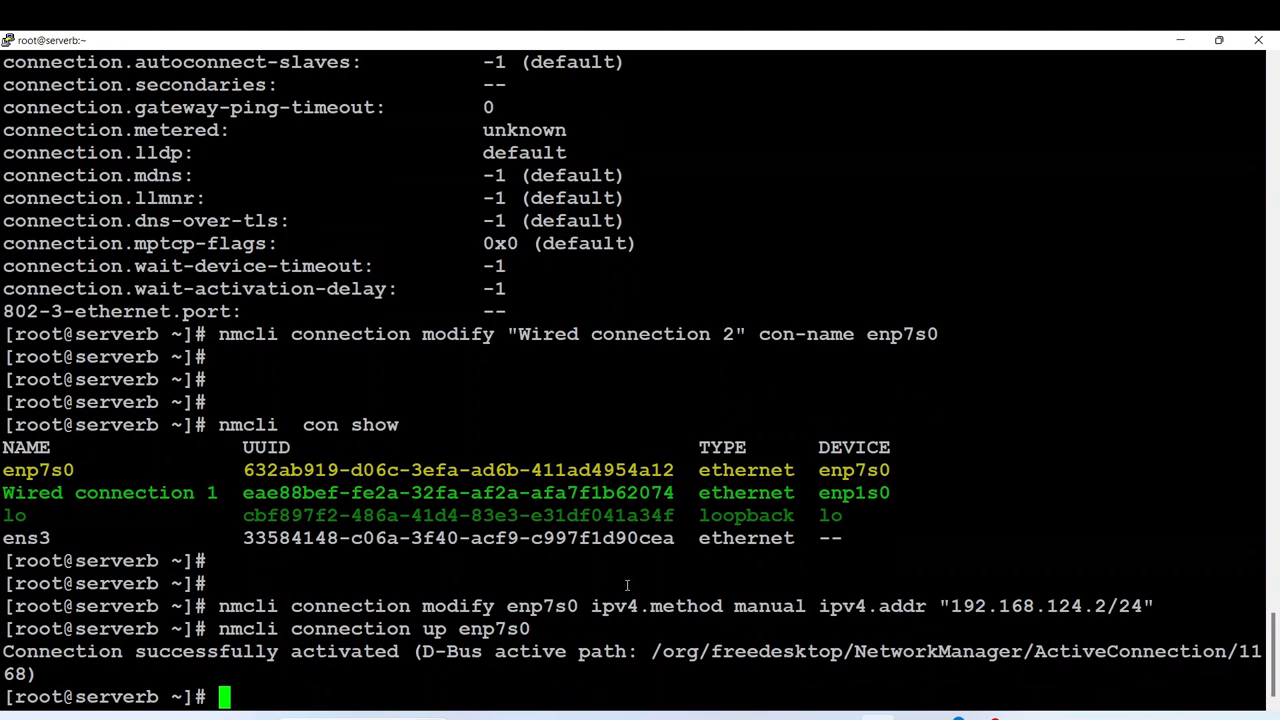 root@serverb:~
connection.autoconnect-slaves: -1 (default)
connection.secondaries: --
connection.gateway-ping-timeout: 0
connection.metered: unknown
connection.lldp: default
connection.mdns: -1 (default)
connection.llmnr: -1 (default)
connection.dns-over-tls: -1 (default)
connection.mptcp-flags: 0x0 (default)
connection.wait-device-timeout: -1
connection.wait-activation-delay: -1
802-3-ethernet.port: --
[root@serverb ~]# nmcli connection modify "Wired connection 2" con-name enp7s0
[root@serverb ~]#
[root@serverb ~]#
[root@serverb ~]#
[root@serverb ~]# nmcli  con show
NAME UUID TYPE DEVICE
enp7s0 632ab919-d06c-3efa-ad6b-411ad4954a12 ethernet enp7s0
Wired connection 1 eae88bef-fe2a-32fa-af2a-afa7f1b62074 ethernet enp1s0
lo cbf897f2-486a-41d4-83e3-e31df041a34f loopback lo
ens3 33584148-c06a-3f40-acf9-c997f1d90cea ethernet --
[root@serverb ~]#
[root@serverb ~]#
[root@serverb ~]# nmcli connection modify enp7s0 ipv4.method manual ipv4.addr "192.168.124.2/24"
[root@serverb ~]# nmcli connection up enp7s0
Connection successfully activated (D-Bus active path: /org/freedesktop/NetworkManager/ActiveConnection/11
68)
[root@serverb ~]#